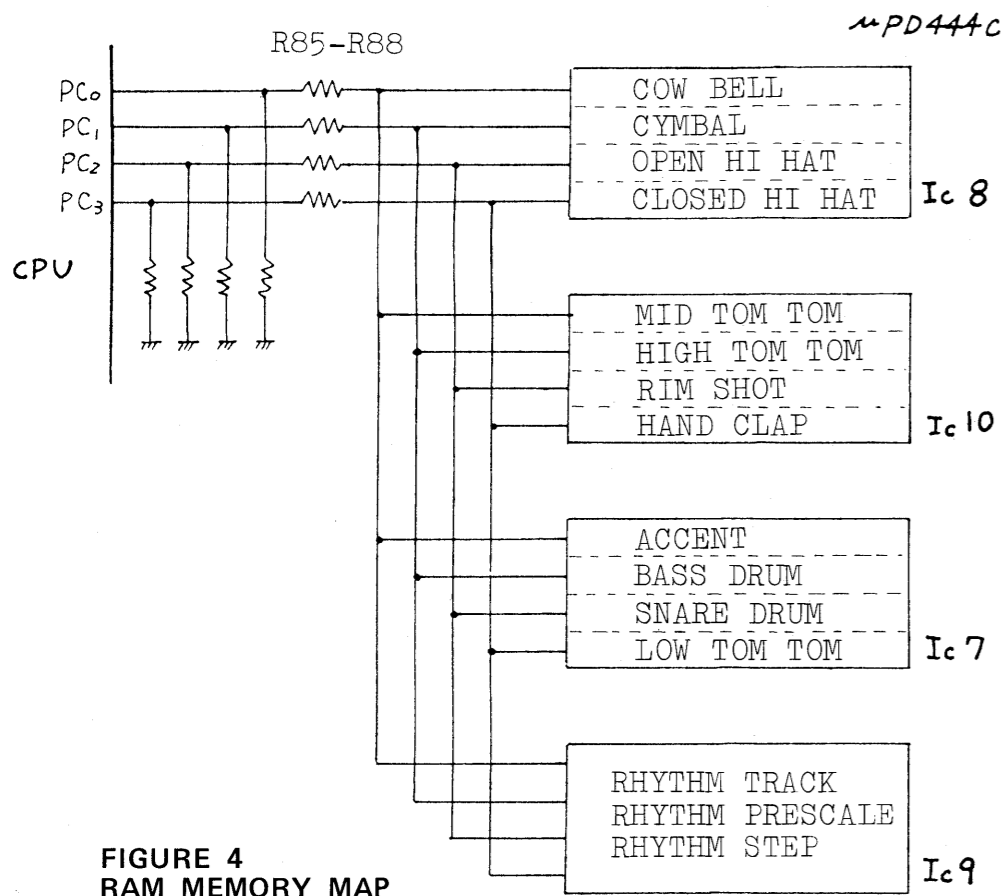 μPD444C
R85-R88
PC0
PC1
PC2
PC3
CPU
COW BELL
CYMBAL
OPEN HI HAT
CLOSED HI HAT
Ic 8
MID TOM TOM
HIGH TOM TOM
RIM SHOT
HAND CLAP
Ic 10
ACCENT
BASS DRUM
SNARE DRUM
LOW TOM TOM
Ic 7
RHYTHM TRACK
RHYTHM PRESCALE
RHYTHM STEP
Ic 9
FIGURE 4
RAM MEMORY MAP